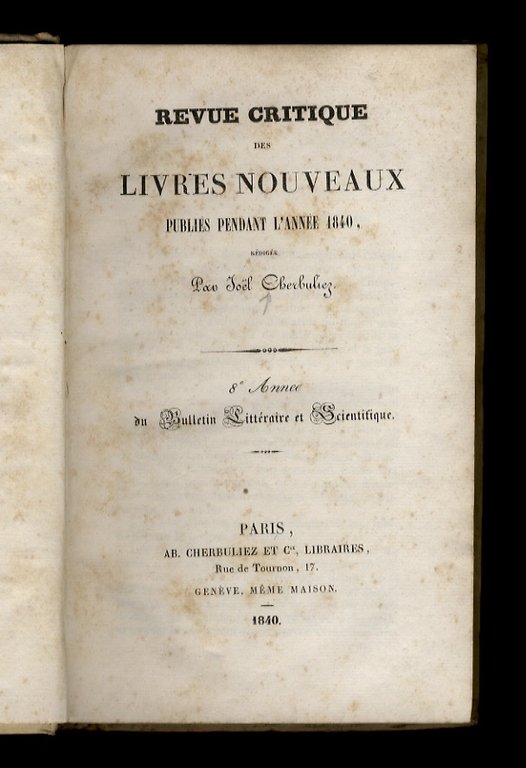 REVUE CRITIQUE
DES
LIVRES NOUVEAUX
PUBLIÉS PENDANT L'ANNÉE 1840,
RÉDIGÉE
Par Joël Cherbuliez.
8e Année
du Bulletin Littéraire et Scientifique.
PARIS,
AB. CHERBULIEZ ET Cie, LIBRAIRES,
Rue de Tournon, 17.
GENÈVE, MÊME MAISON.
1840.